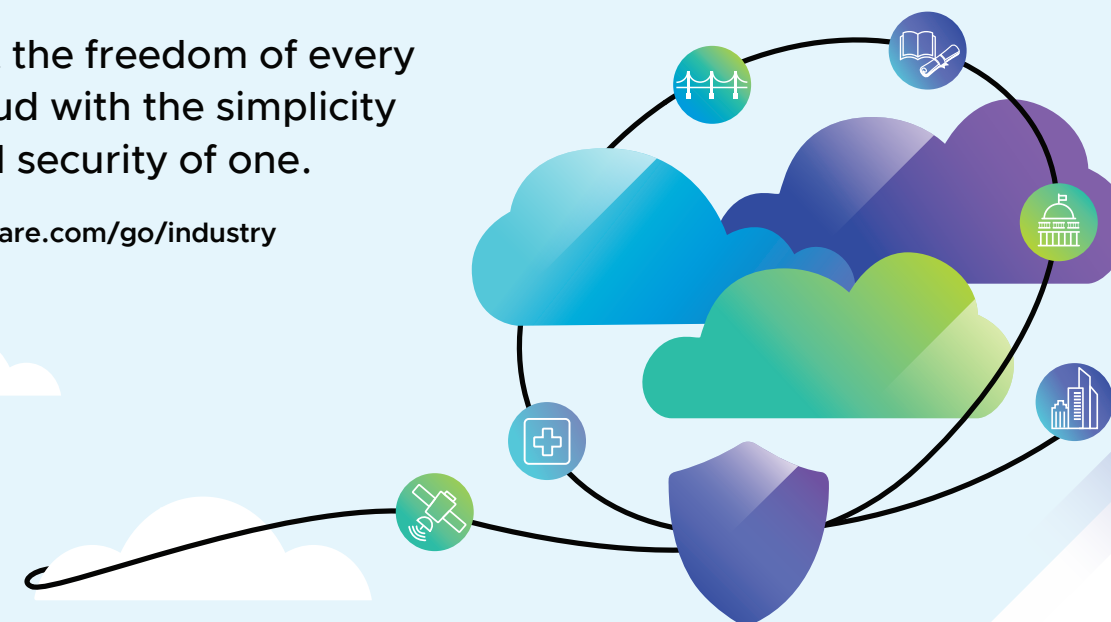 the freedom of every
ud with the simplicity
security of one.
are.com/go/industry